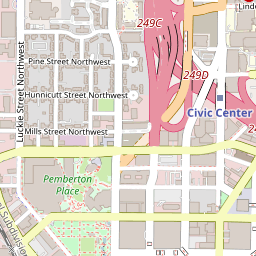 249C
Linde
Pine Street Northwest
249D
Hunnicutt Street Northwest
Civic Center
Luckie Street Northwest
Mills Street Northwest
Pemberton
Place
Subdivision